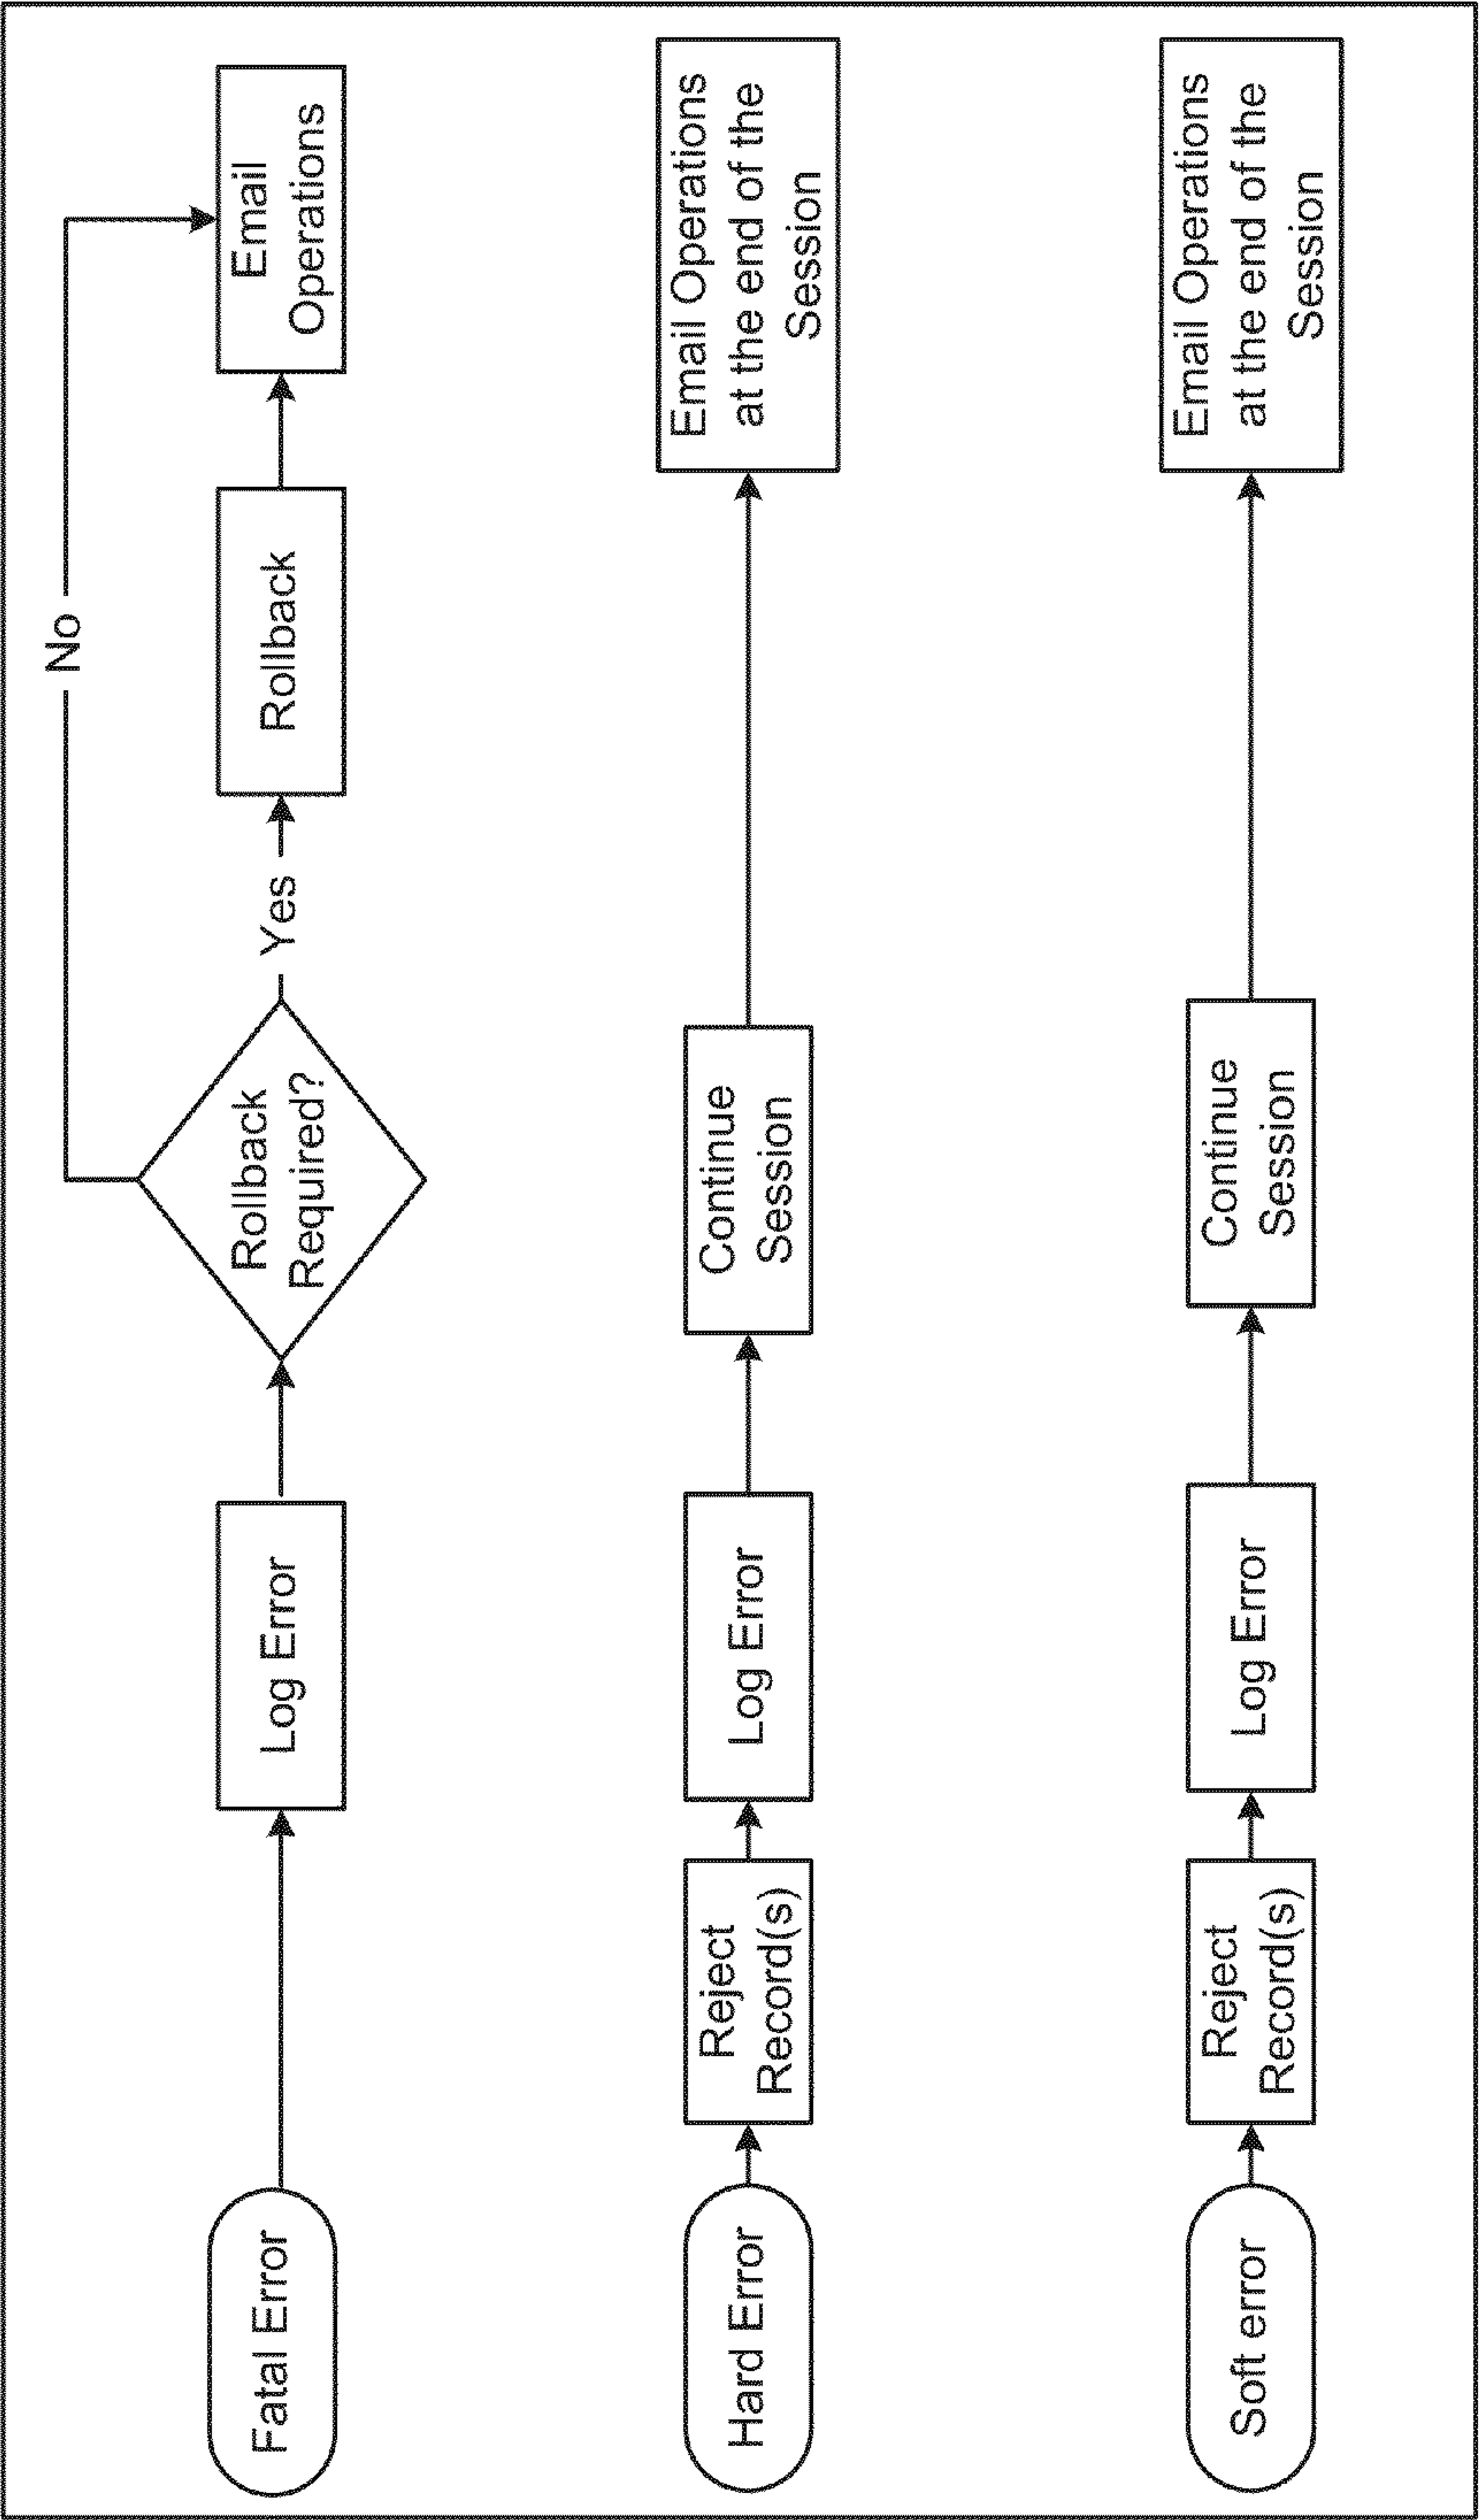 Fatal Error
Log Error
Rollback
Required?
Yes
No
Rollback
Email
Operations
Hard Error
Reject
Record(s)
Log Error
Continue
Session
Email Operations
at the end of the
Session
Soft error
Reject
Record(s)
Log Error
Continue
Session
Email Operations
at the end of the
Session